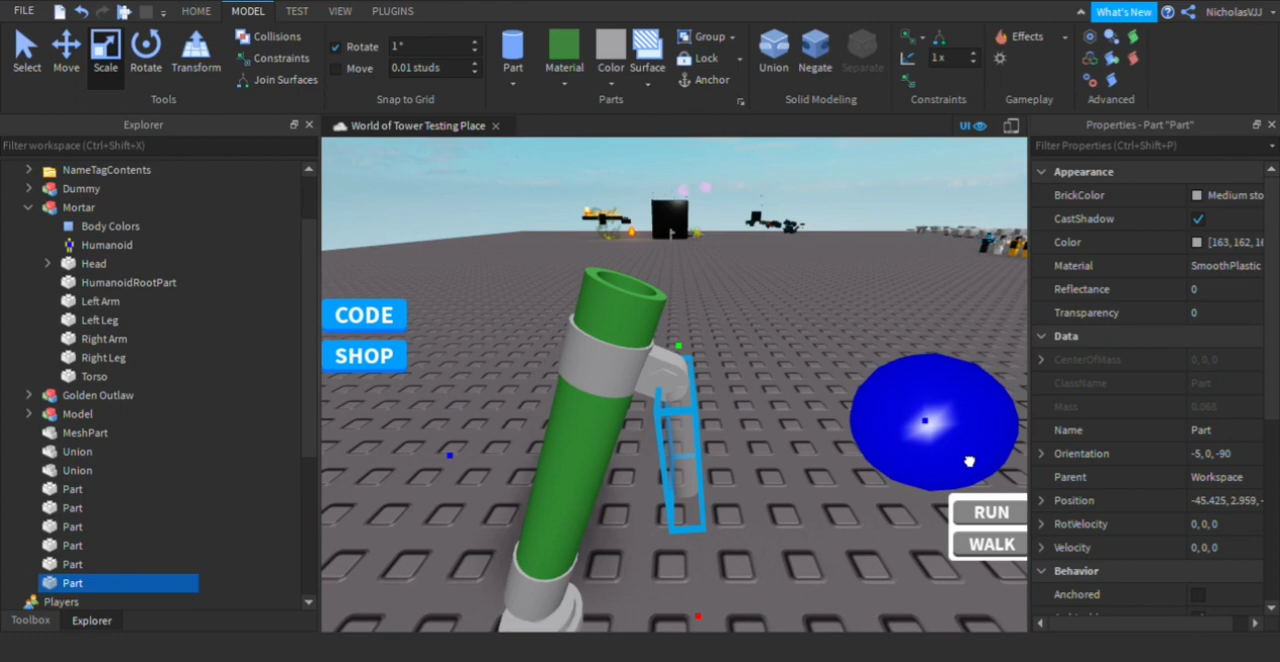 FILE HOME MODEL TEST VIEW PLUGINS What's New NicholasVJJ
Select Move Scale Rotate Transform
Collisions
Constraints
Join Surfaces
Tools
Rotate 1°
Move 0.01 studs
Snap to Grid
Part Material Color Surface
Group
Lock
Anchor
Parts
Union Negate Separate
Solid Modeling
1x
Constraints
Effects
Gameplay
Advanced
Explorer
Filter workspace (Ctrl+Shift+X)
NameTagContents
Dummy
Mortar
Body Colors
Humanoid
Head
HumanoidRootPart
Left Arm
Left Leg
Right Arm
Right Leg
Torso
Golden Outlaw
Model
MeshPart
Union
Union
Part
Part
Part
Part
Part
Part
Players
Toolbox Explorer
World of Tower Testing Place
UI
CODE
SHOP
RUN
WALK
Properties - Part "Part"
Filter Properties (Ctrl+Shift+P)
Appearance
BrickColor Medium sto
CastShadow
Color [163, 162, 16
Material SmoothPlastic
Reflectance 0
Transparency 0
Data
CenterOfMass 0, 0, 0
ClassName Part
Mass 0.065
Name Part
Orientation -5, 0, -90
Parent Workspace
Position -45.425, 2.959, -
RotVelocity 0, 0, 0
Velocity 0, 0, 0
Behavior
Anchored